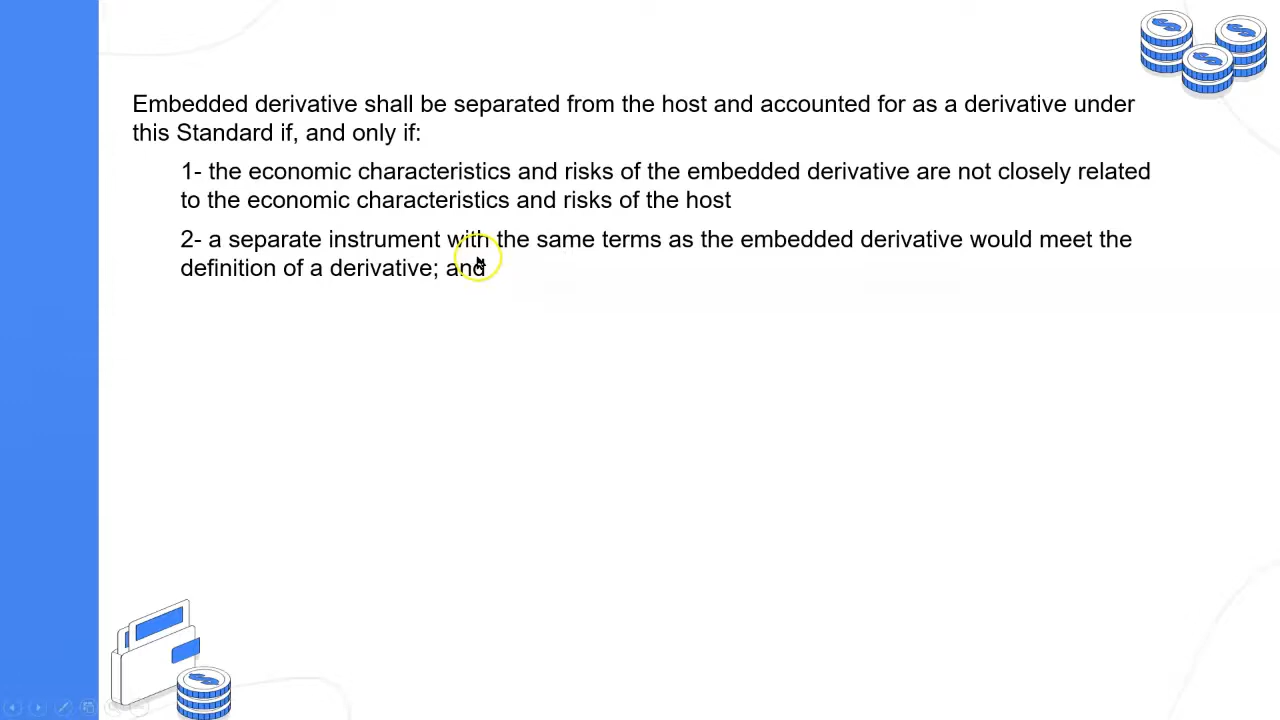 Embedded derivative shall be separated from the host and accounted for as a derivative under
this Standard if, and only if:
1- the economic characteristics and risks of the embedded derivative are not closely related
to the economic characteristics and risks of the host
2- a separate instrument with the same terms as the embedded derivative would meet the
definition of a derivative; and